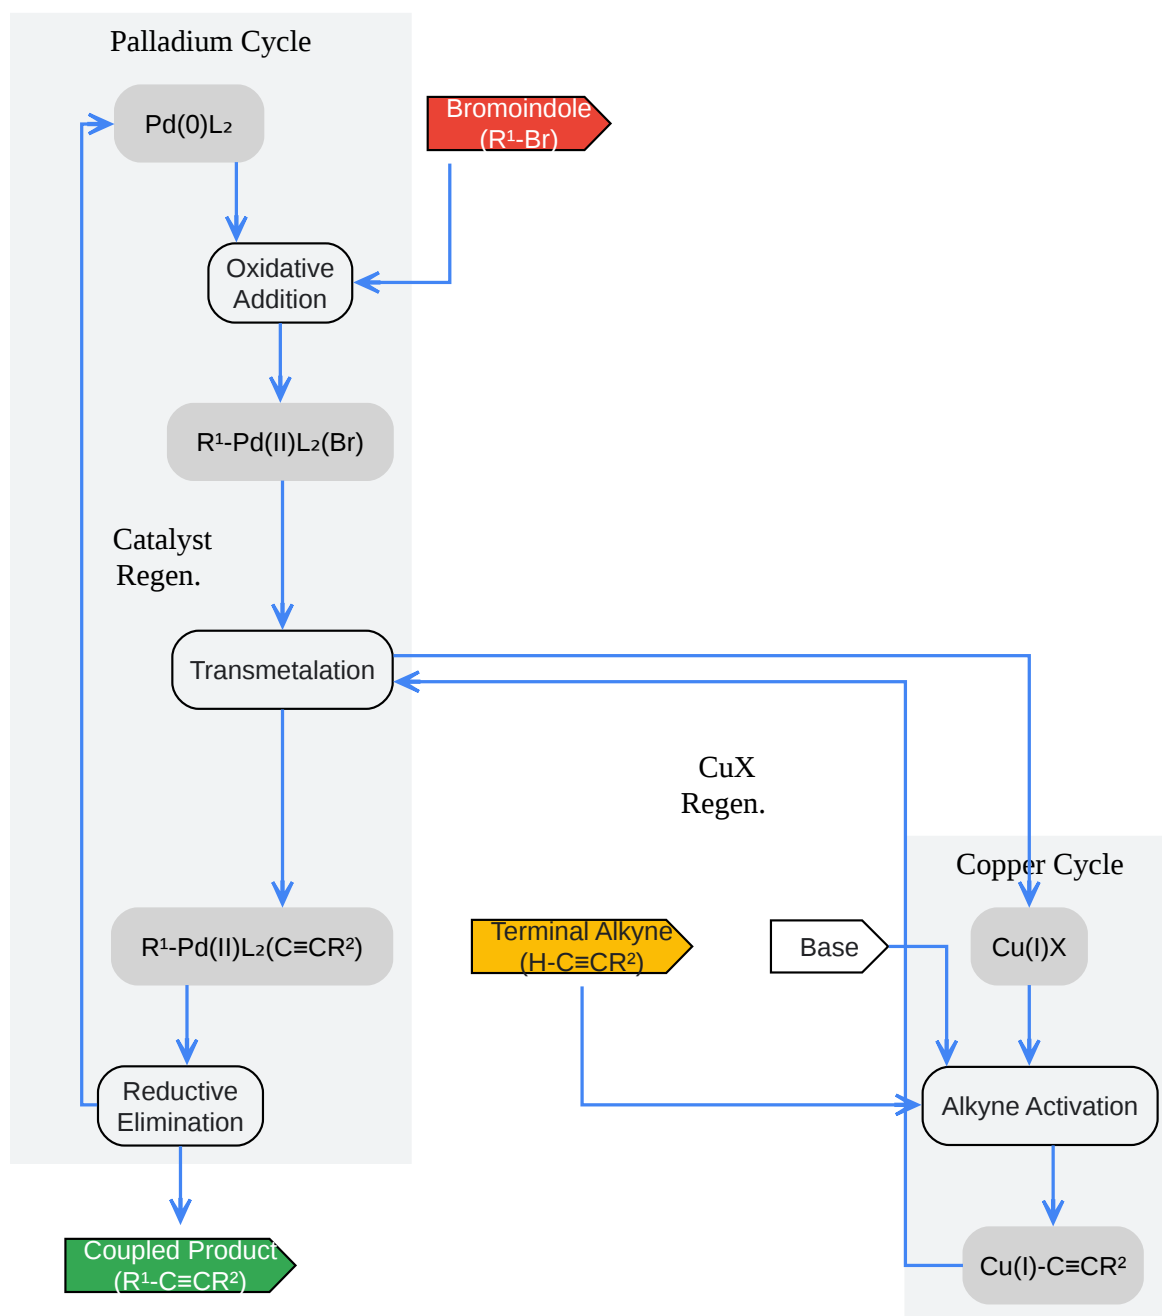 Palladium Cycle
Pd(0)L₂
Bromoindole
(R¹-Br)
Oxidative
Addition
R¹-Pd(II)L₂(Br)
Catalyst
Regen.
Transmetalation
CuX
Regen.
Copper Cycle
R¹-Pd(II)L₂(C≡CR²)
Terminal Alkyne
(H-C≡CR²)
Base
Cu(I)X
Reductive
Elimination
Alkyne Activation
Coupled Product
(R¹-C≡CR²)
Cu(I)-C≡CR²